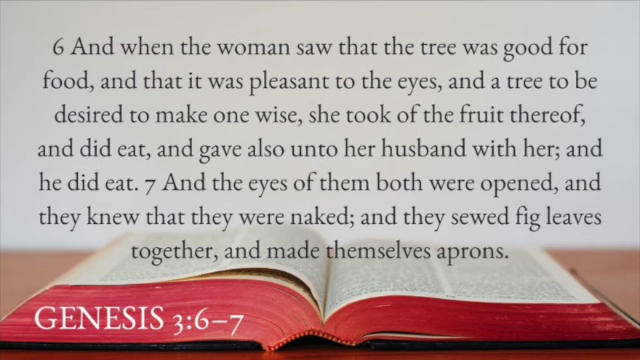 6 And when the woman saw that the tree was good for
food, and that it was pleasant to the eyes, and a tree to be
desired to make one wise, she took of the fruit thereof,
and did eat, and gave also unto her husband with her; and
he did eat. 7 And the eyes of them both were opened, and
they knew that they were naked; and they sewed fig leaves
together, and made themselves aprons.
GENESIS 3:6–7